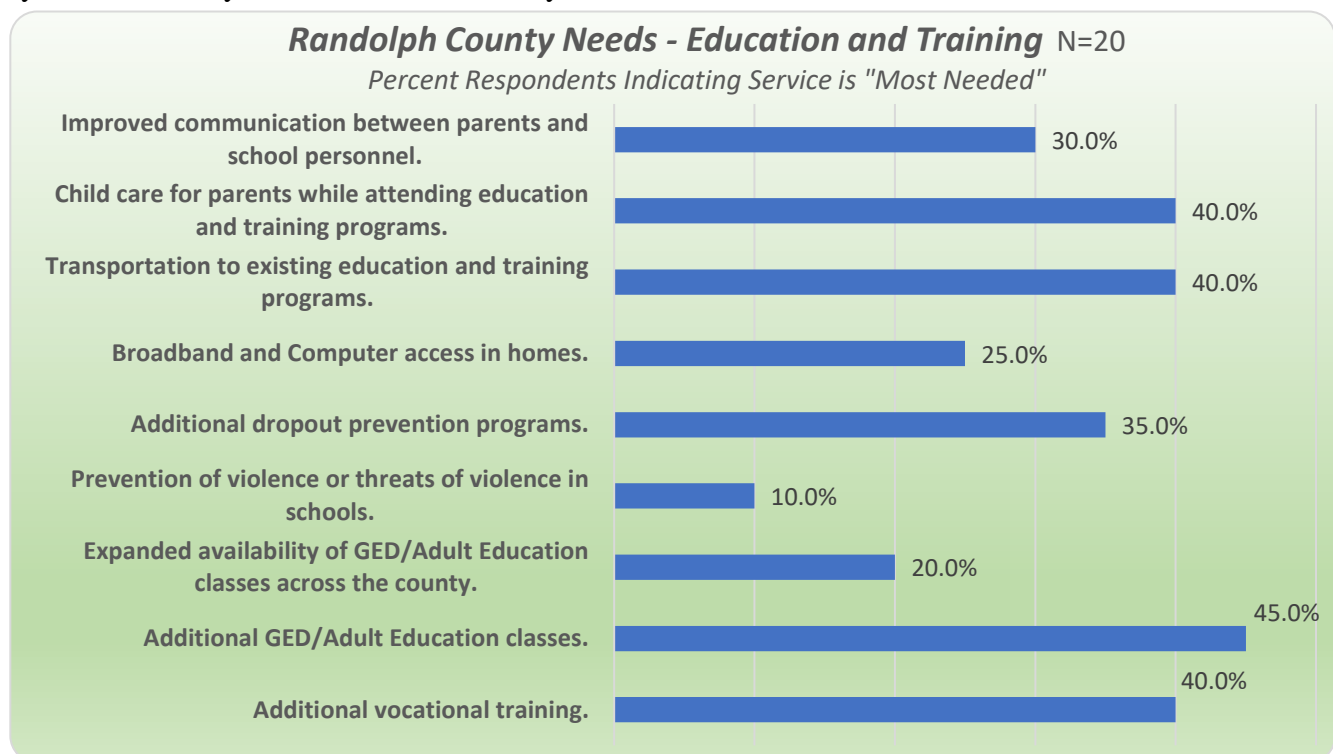 Randolph County Needs - Education and Training N=20
Percent Respondents Indicating Service is "Most Needed"
Improved communication between parents and
school personnel.
30.0%
Child care for parents while attending education
and training programs.
40.0%
Transportation to existing education and training
programs.
40.0%
Broadband and Computer access in homes.
25.0%
Additional dropout prevention programs.
35.0%
Prevention of violence or threats of violence in
schools.
10.0%
Expanded availability of GED/Adult Education
classes across the county.
20.0%
Additional GED/Adult Education classes.
45.0%
Additional vocational training.
40.0%